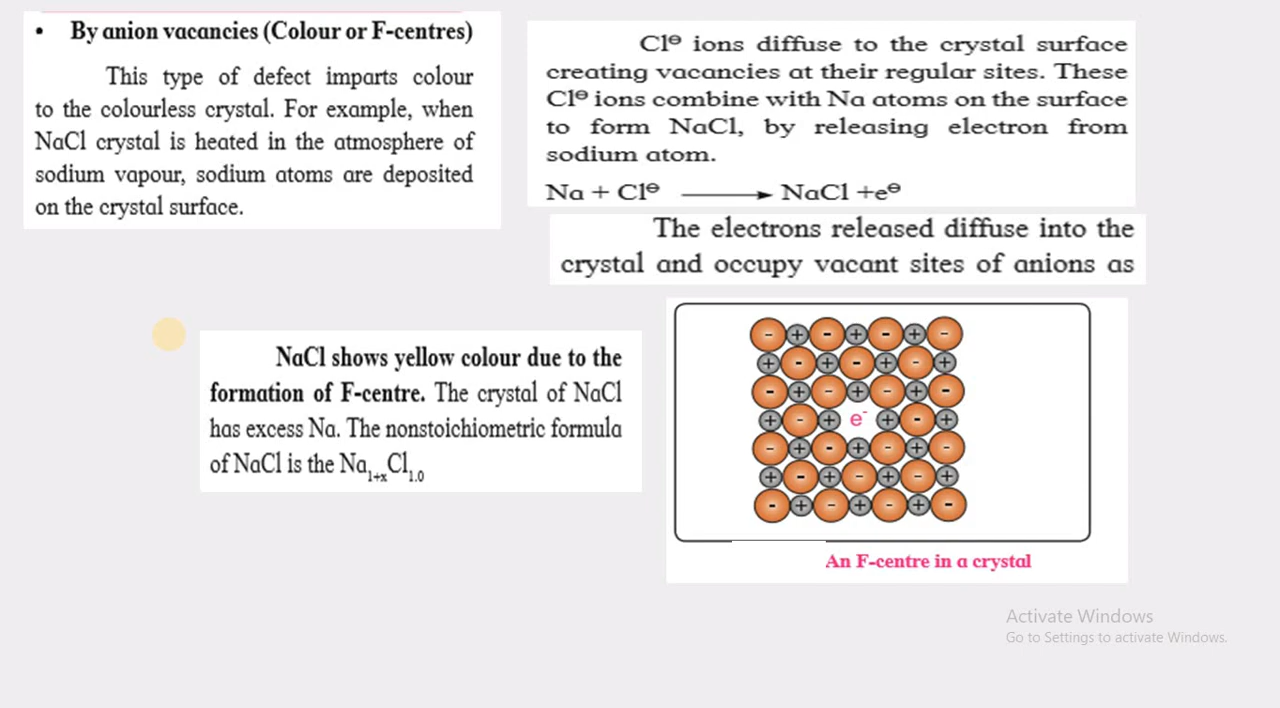 • By anion vacancies (Colour or F-centres)
This type of defect imparts colour
to the colourless crystal. For example, when
NaCl crystal is heated in the atmosphere of
sodium vapour, sodium atoms are deposited
on the crystal surface.
Cl⊖ ions diffuse to the crystal surface
creating vacancies at their regular sites. These
Cl⊖ ions combine with Na atoms on the surface
to form NaCl, by releasing electron from
sodium atom.
Na + Cl⊖ ⟶ NaCl +e⊖
The electrons released diffuse into the
crystal and occupy vacant sites of anions as
NaCl shows yellow colour due to the
formation of F-centre. The crystal of NaCl
has excess Na. The nonstoichiometric formula
of NaCl is the Na₁₊ₓCl₁.₀
- + - + - + -
+ - + - + - +
- + - + - + -
+ - + e⁻ + - +
- + - + - + -
+ - + - + - +
- + - + - + -
An F-centre in a crystal
Activate Windows
Go to Settings to activate Windows.